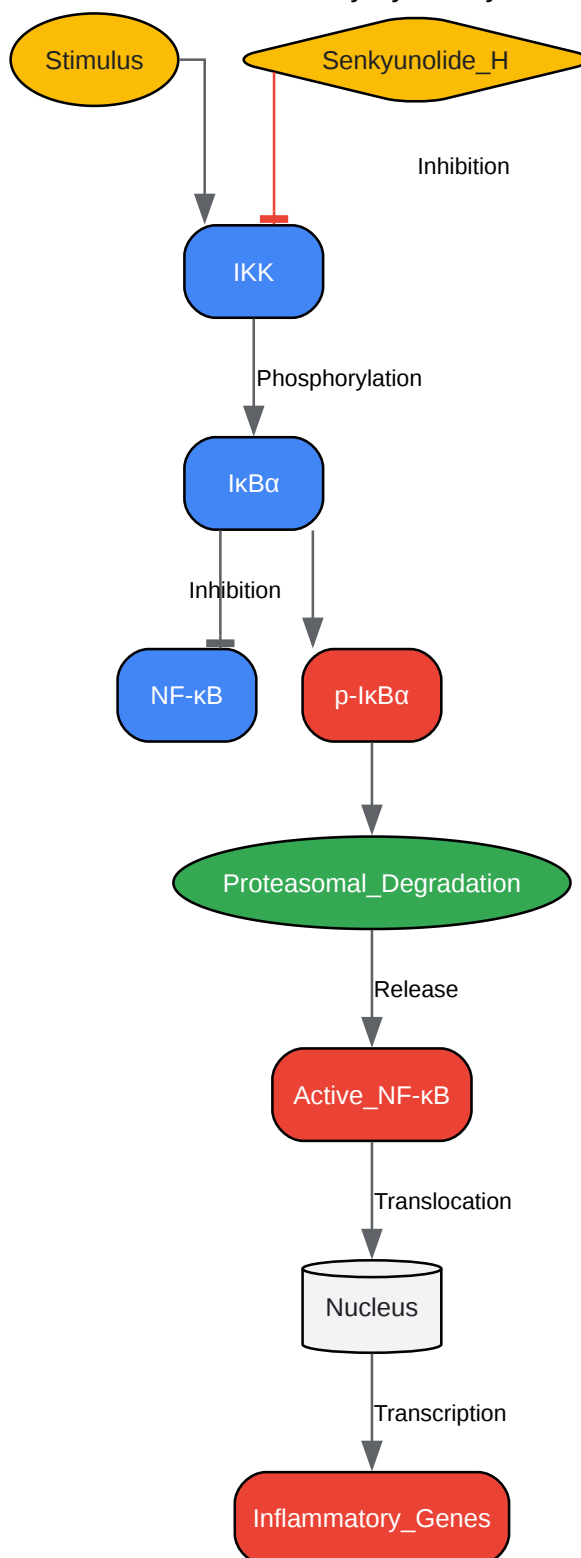 Stimulus
Senkyunolide_H
Inhibition
IKK
Phosphorylation
IκBα
Inhibition
NF-κB
p-IκBα
Proteasomal_Degradation
Release
Active_NF-κB
Translocation
Nucleus
Transcription
Inflammatory_Genes